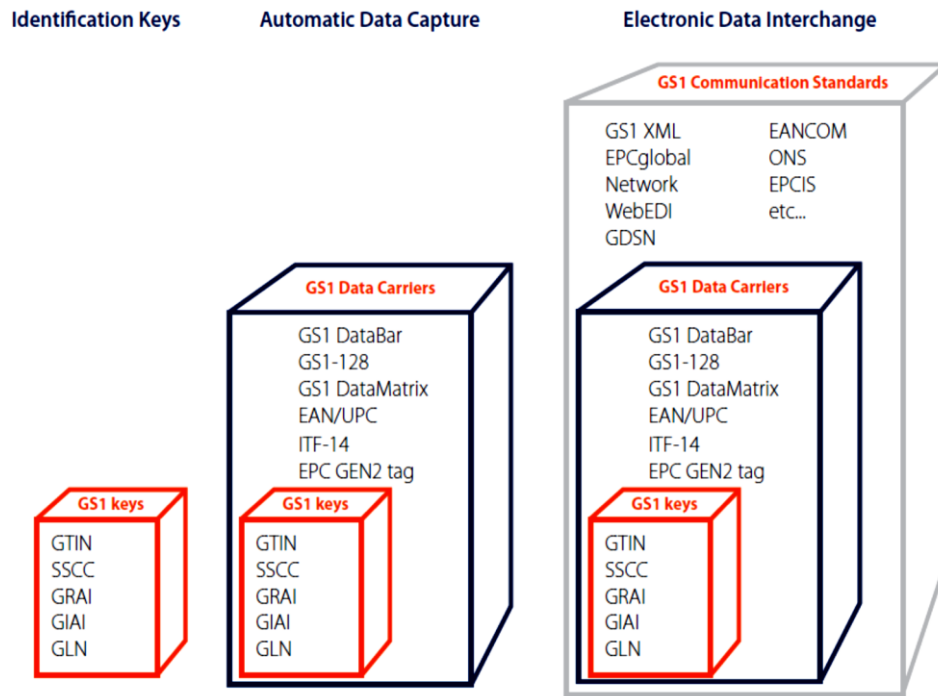 Identification Keys
Automatic Data Capture
Electronic Data Interchange
GS1 keys
GTIN
SSCC
GRAI
GIAI
GLN
GS1 Data Carriers
GS1 DataBar
GS1-128
GS1 DataMatrix
EAN/UPC
ITF-14
EPC GEN2 tag
GS1 keys
GTIN
SSCC
GRAI
GIAI
GLN
GS1 Communication Standards
GS1 XML
EPCglobal
Network
WebEDI
GDSN
EANCOM
ONS
EPCIS
etc...
GS1 Data Carriers
GS1 DataBar
GS1-128
GS1 DataMatrix
EAN/UPC
ITF-14
EPC GEN2 tag
GS1 keys
GTIN
SSCC
GRAI
GIAI
GLN